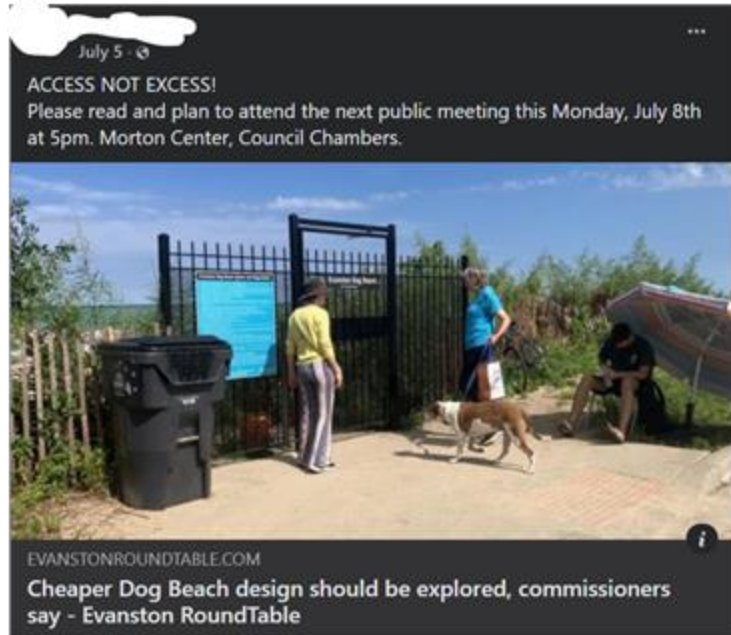 July 5
ACCESS NOT EXCESS!
Please read and plan to attend the next public meeting this Monday, July 8th
at 5pm. Morton Center, Council Chambers.
EVANSTONROUNDTABLE.COM
Cheaper Dog Beach design should be explored, commissioners
say - Evanston RoundTable